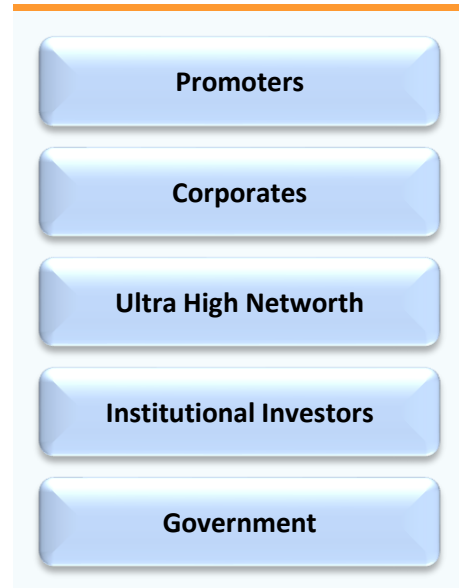 Promoters
Corporates
Ultra High Networth
Institutional Investors
Government